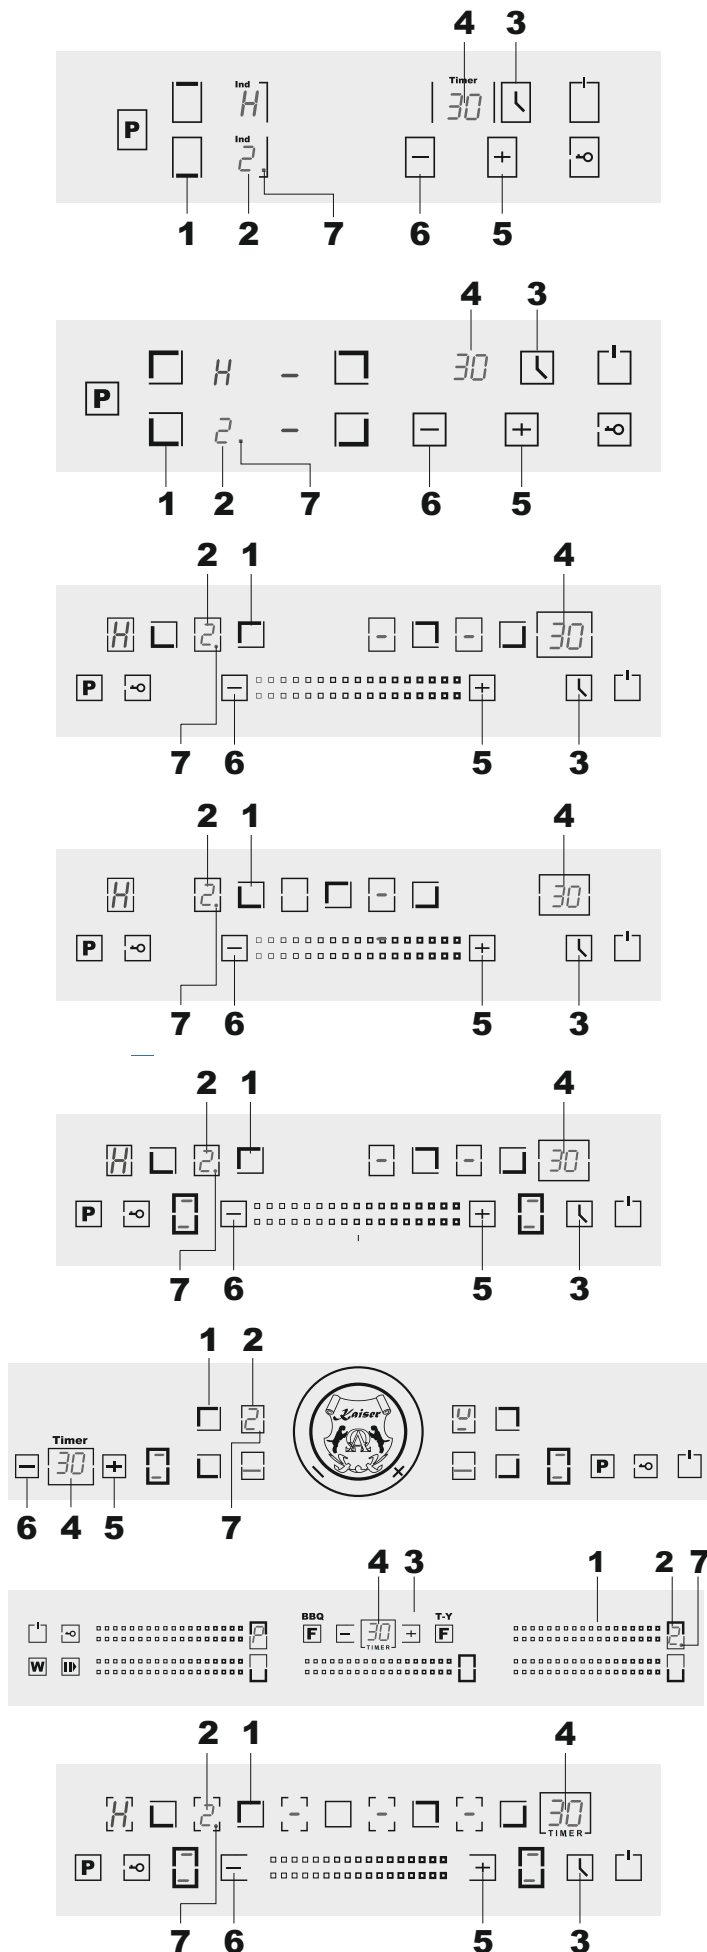 4 3
Ind Timer
H 30
P
Ind
2.
1 2 7 6 5
4 3
H - 30
P
2. -
1 2 7 6 5
2 1 4
H 2. - - 30
P
7 6 5 3
2 1 4
H 2. - 30
P
7 6 5 3
2 1 4
H 2. - - 30
P
7 6 5 3
1 2
2 Kaiser
Timer
30 P
6 4 5 7
4 3 1 2 7
BBQ T-Y
P F 30 F 2.
TIMER
W
2 1 4
H 2. - - - 30
TIMER
P
7 6 5 3